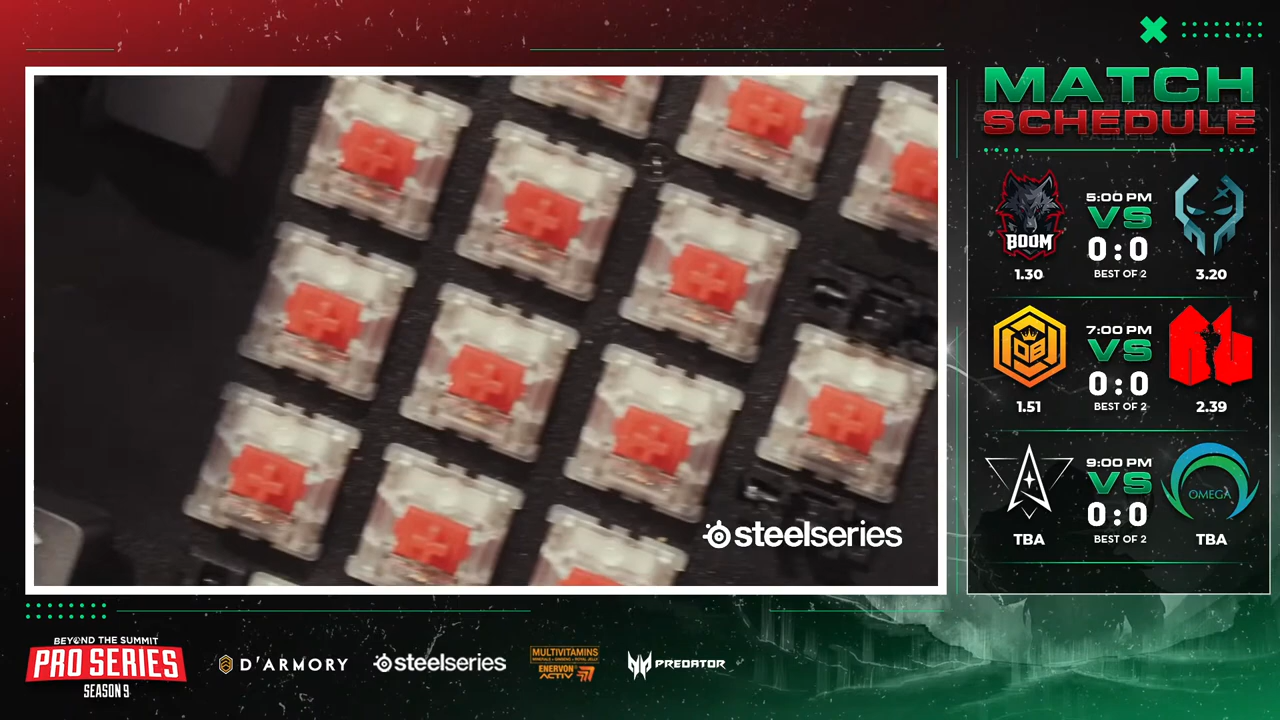 MATCH
SCHEDULE
5:00 PM
VS
0:0
BEST OF 2
BOOM
1.30
3.20
7:00 PM
VS
0:0
BEST OF 2
1.51
2.39
9:00 PM
VS
0:0
BEST OF 2
OMEGA
TBA
TBA
steelseries
BEYOND THE SUMMIT
PRO SERIES
SEASON 9
D'ARMORY
steelseries
MULTIVITAMINS
ENERVON
ACTIV
PREDATOR